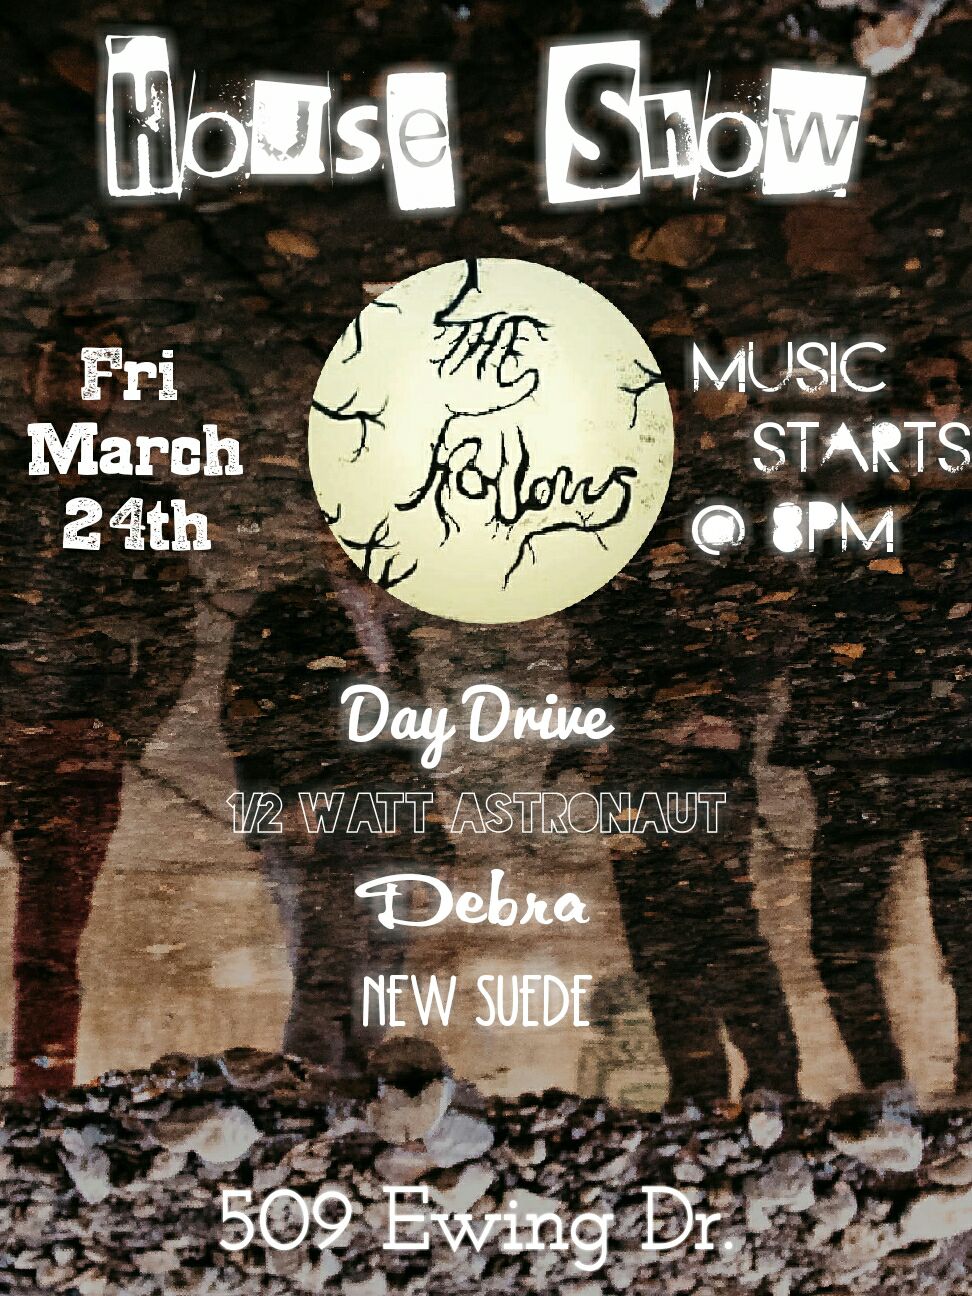 House Show
THE
Hollows
Fri
March
24th
MUSIC
STARTS
@ 8PM
Day Drive
1/2 WATT ASTRONAUT
Debra
NEW SUEDE
509 Ewing Dr.